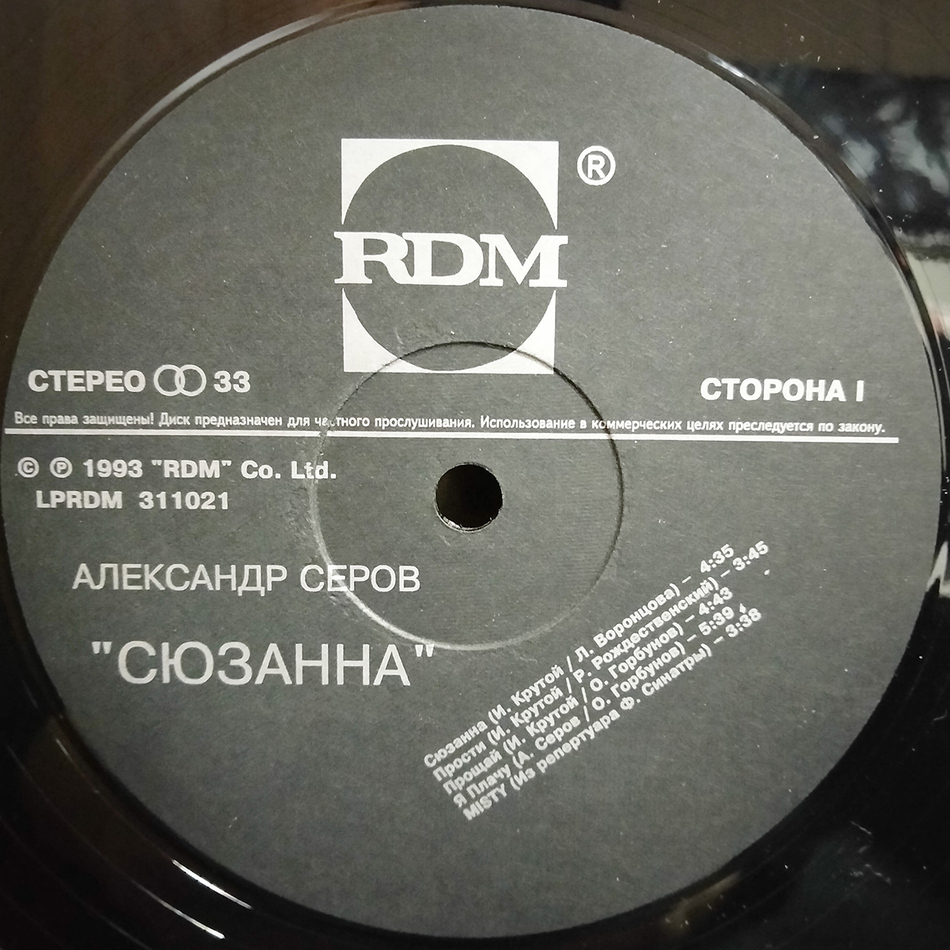 RDM
®
СТЕРЕО 33
СТОРОНА I
Все права защищены! Диск предназначен для частного прослушивания. Использование в коммерческих целях преследуется по закону.
© ℗ 1993 "RDM" Co. Ltd.
LPRDM 311021
АЛЕКСАНДР СЕРОВ
"СЮЗАННА"
Сюзанна (И. Крутой / Л. Воронцова) – 4:35
Прости (И. Крутой / Р. Рождественский) – 3:45
Прощай (И. Крутой / О. Горбунов) – 4:43
Я Плачу (А. Серов / О. Горбунов) – 5:39
MISTY (Из репертуара Ф. Синатры) – 3:38